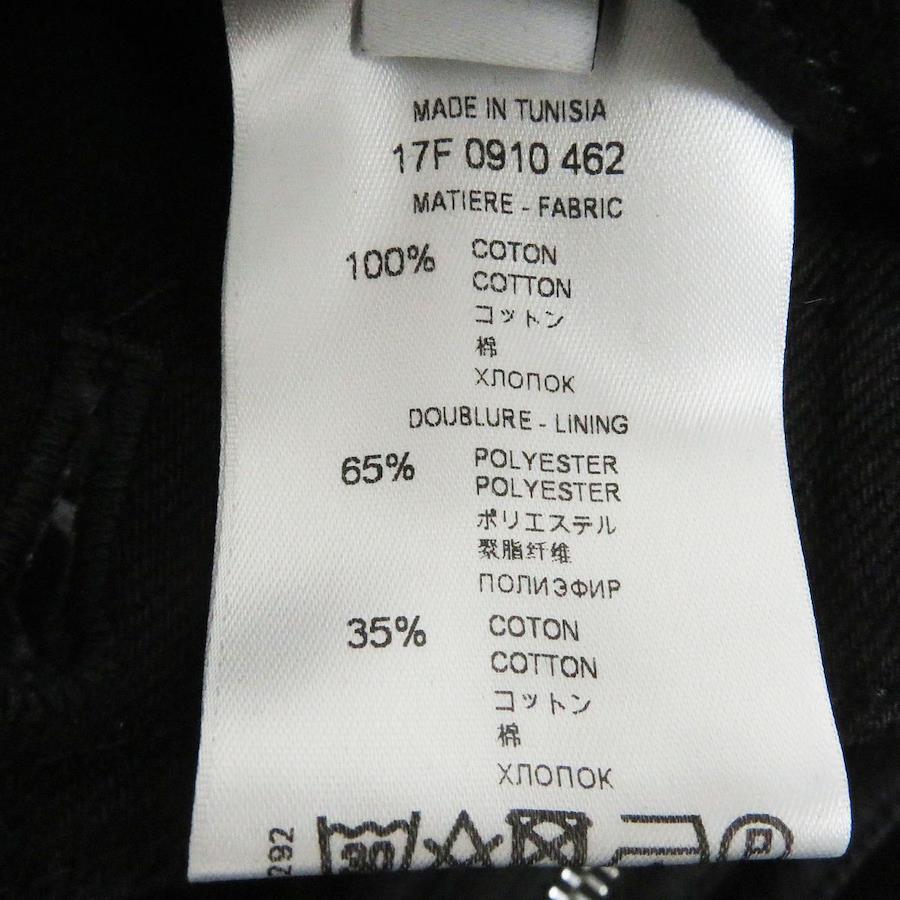 MADE IN TUNISIA
17F 0910 462
MATIERE - FABRIC
100% COTON
COTTON
コットン
棉
ХЛОПОК
DOUBLURE - LINING
65% POLYESTER
POLYESTER
ポリエステル
聚脂纤维
ПОЛИЭФИР
35% COTON
COTTON
コットン
棉
ХЛОПОК
292
30
P